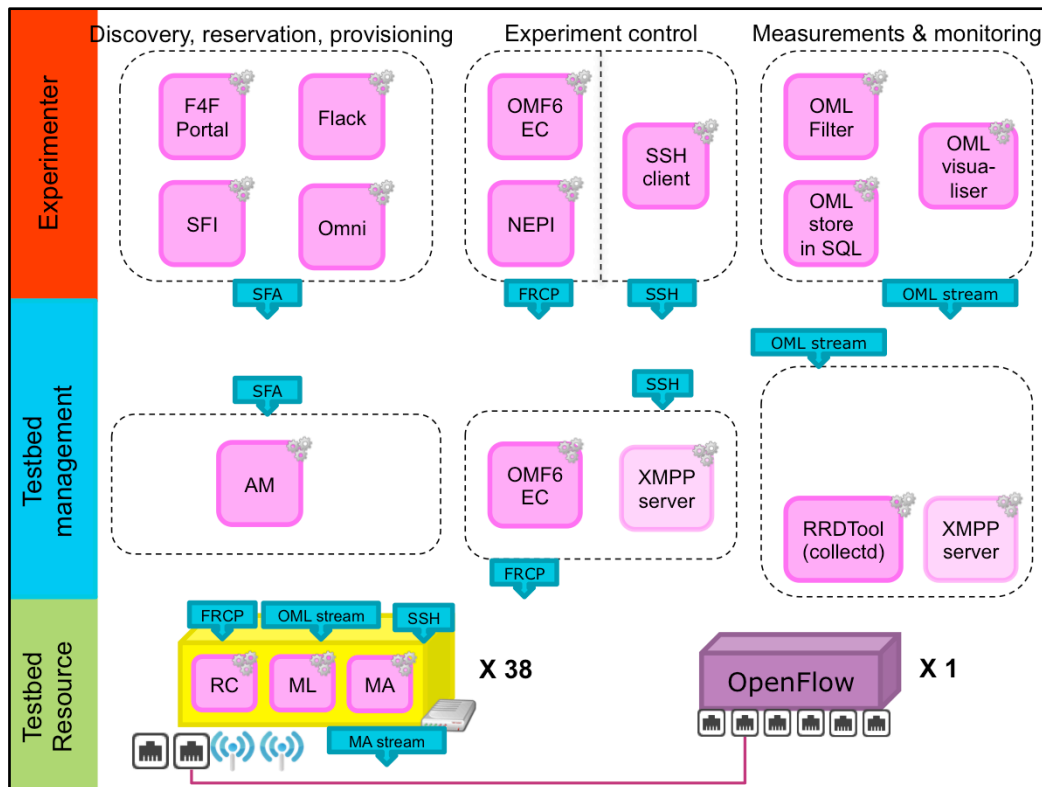 Discovery, reservation, provisioning
Experiment control
Measurements & monitoring
Experimenter
F4F
Portal
Flack
SFI
Omni
OMF6
EC
NEPI
SSH
client
OML
Filter
OML
store
in SQL
OML
visua-
liser
SFA
FRCP
SSH
OML stream
Testbed
management
OML stream
SFA
SSH
AM
OMF6
EC
XMPP
server
RRDTool
(collectd)
XMPP
server
FRCP
Testbed
Resource
FRCP
OML stream
SSH
RC
ML
MA
X 38
MA stream
OpenFlow
X 1